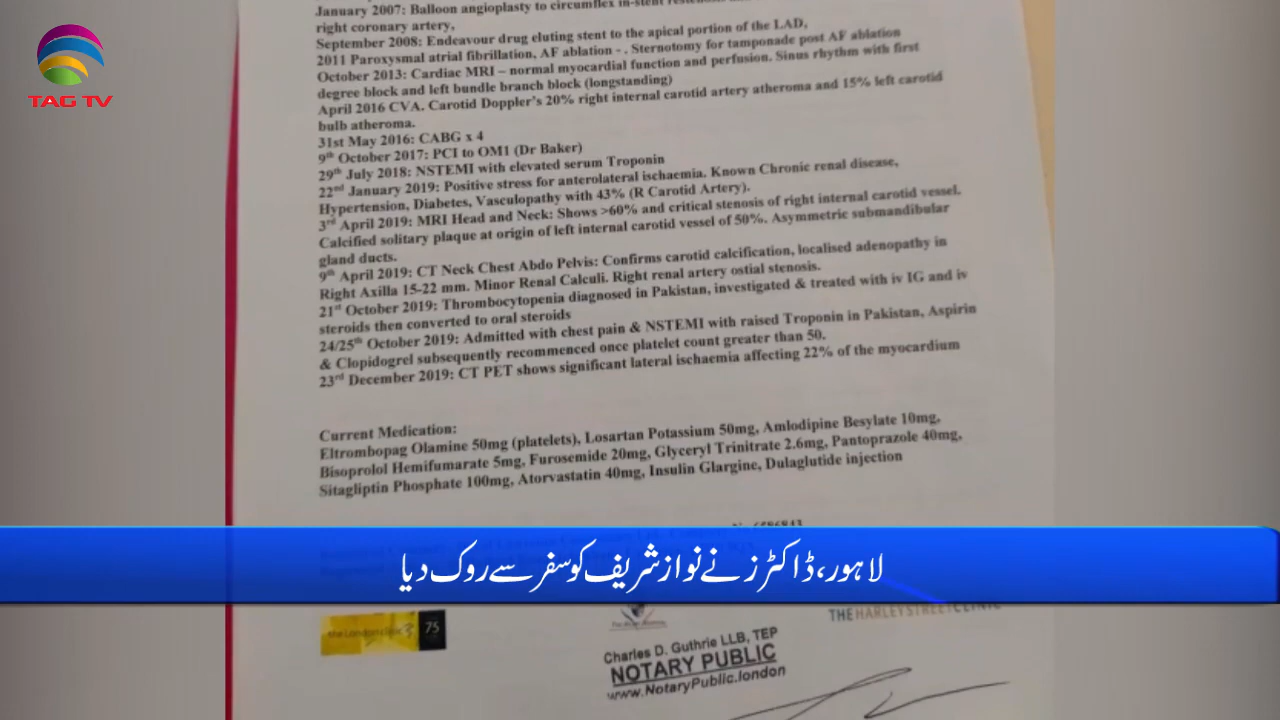 TAG TV
January 2007: Balloon angioplasty to circumflex in-stent
right coronary artery,
September 2008: Endeavour drug eluting stent to the apical portion of the LAD,
2011 Paroxysmal atrial fibrillation, AF ablation - . Sternotomy for tamponade post AF ablation
October 2013: Cardiac MRI – normal myocardial function and perfusion. Sinus rhythm with first
degree block and left bundle branch block (longstanding)
April 2016 CVA. Carotid Doppler's 20% right internal carotid artery atheroma and 15% left carotid
bulb atheroma.
31st May 2016: CABG x 4
9th October 2017: PCI to OM1 (Dr Baker)
29th July 2018: NSTEMI with elevated serum Troponin
22nd January 2019: Positive stress for anterolateral ischaemia. Known Chronic renal disease,
Hypertension, Diabetes, Vasculopathy with 43% (R Carotid Artery).
3rd April 2019: MRI Head and Neck: Shows >60% and critical stenosis of right internal carotid vessel.
Calcified solitary plaque at origin of left internal carotid vessel of 50%. Asymmetric submandibular
gland ducts.
9th April 2019: CT Neck Chest Abdo Pelvis: Confirms carotid calcification, localised adenopathy in
Right Axilla 15-22 mm. Minor Renal Calculi. Right renal artery ostial stenosis.
21st October 2019: Thrombocytopenia diagnosed in Pakistan, investigated & treated with iv IG and iv
steroids then converted to oral steroids
24/25th October 2019: Admitted with chest pain & NSTEMI with raised Troponin in Pakistan, Aspirin
& Clopidogrel subsequently recommenced once platelet count greater than 50.
23rd December 2019: CT PET shows significant lateral ischaemia affecting 22% of the myocardium
Current Medication:
Eltrombopag Olamine 50mg (platelets), Losartan Potassium 50mg, Amlodipine Besylate 10mg,
Bisoprolol Hemifumarate 5mg, Furosemide 20mg, Glyceryl Trinitrate 2.6mg, Pantoprazole 40mg,
Sitagliptin Phosphate 100mg, Atorvastatin 40mg, Insulin Glargine, Dulaglutide injection
لاہور، ڈاکٹرز نے نواز شریف کو سفر سے روک دیا
the London clinic 75
THE HARLEY STREET CLINIC
Charles D. Guthrie LLB, TEP
NOTARY PUBLIC
www.NotaryPublic.london